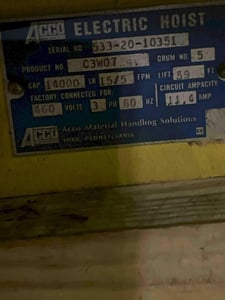 ACCO ELECTRIC HOIST
SERIAL NO. 533-20-10351
PRODUCT NO C3W07 DRUM NO. 5
CAP 14000 LB 15/5 FPM LIFT 59 FT
FACTORY CONNECTED FOR: CIRCUIT AMPACITY
460 VOLTS 3 PH 60 HZ 11.4 AMP
ACCO Acco Material Handling Solutions
YORK, PENNSYLVANIA